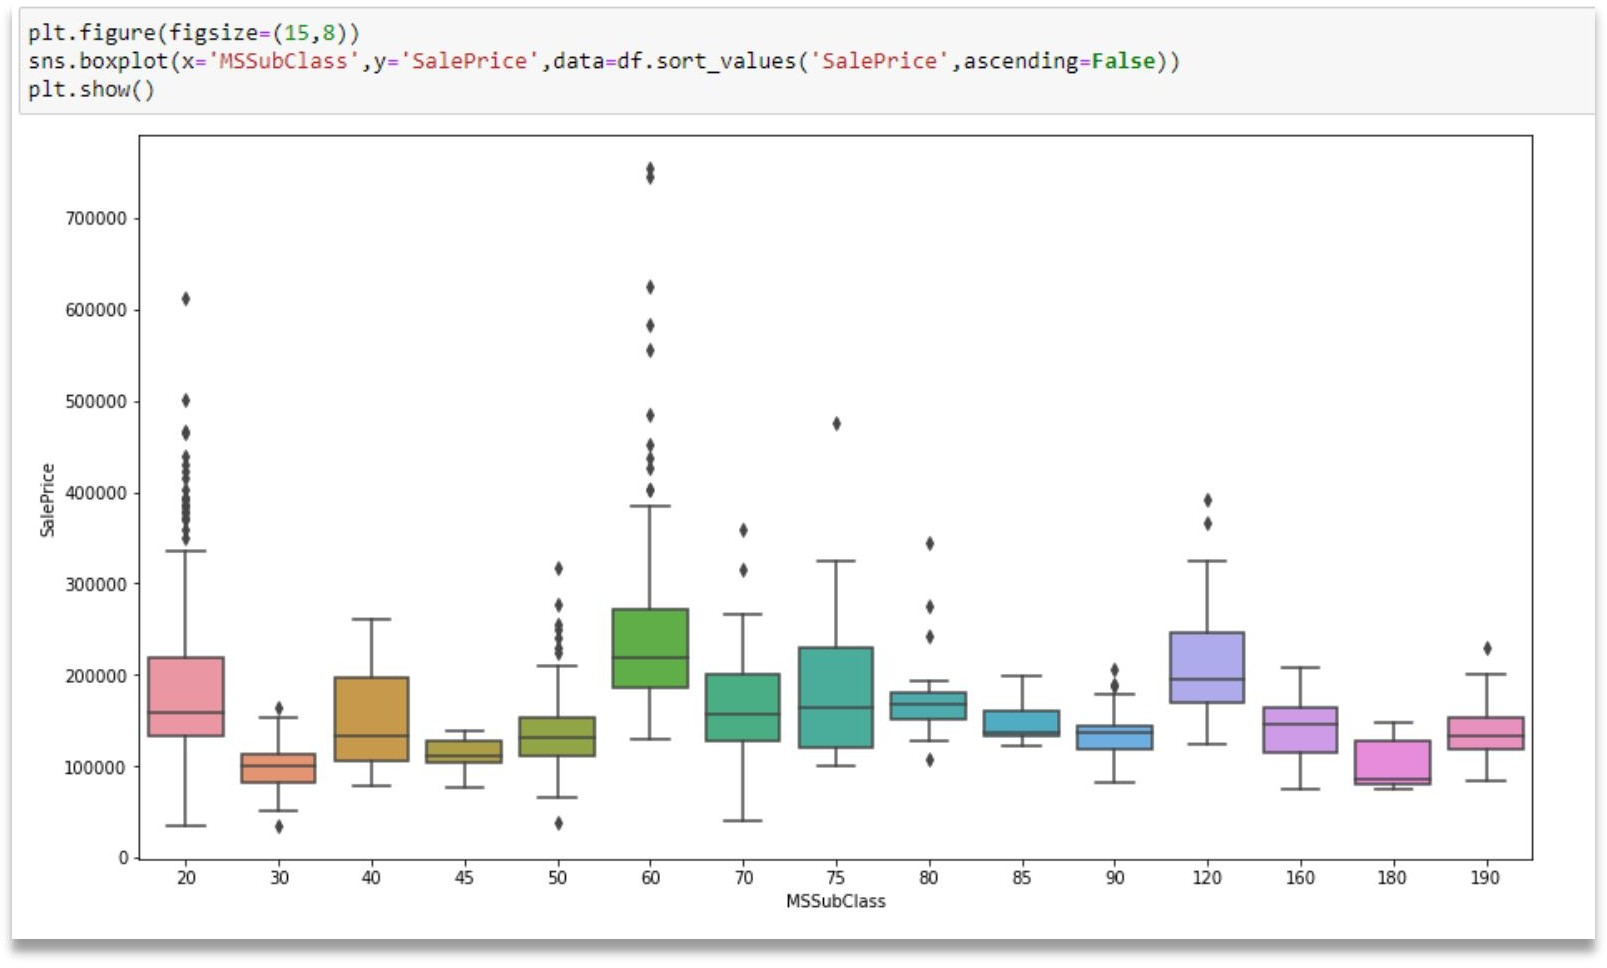 plt.figure(figsize=(15,8))
sns.boxplot(x='MSSubClass',y='SalePrice',data=df.sort_values('SalePrice',ascending=False))
plt.show()
700000
600000
500000
400000
300000
200000
100000
0
SalePrice
20 30 40 45 50 60 70 75 80 85 90 120 160 180 190
MSSubClass